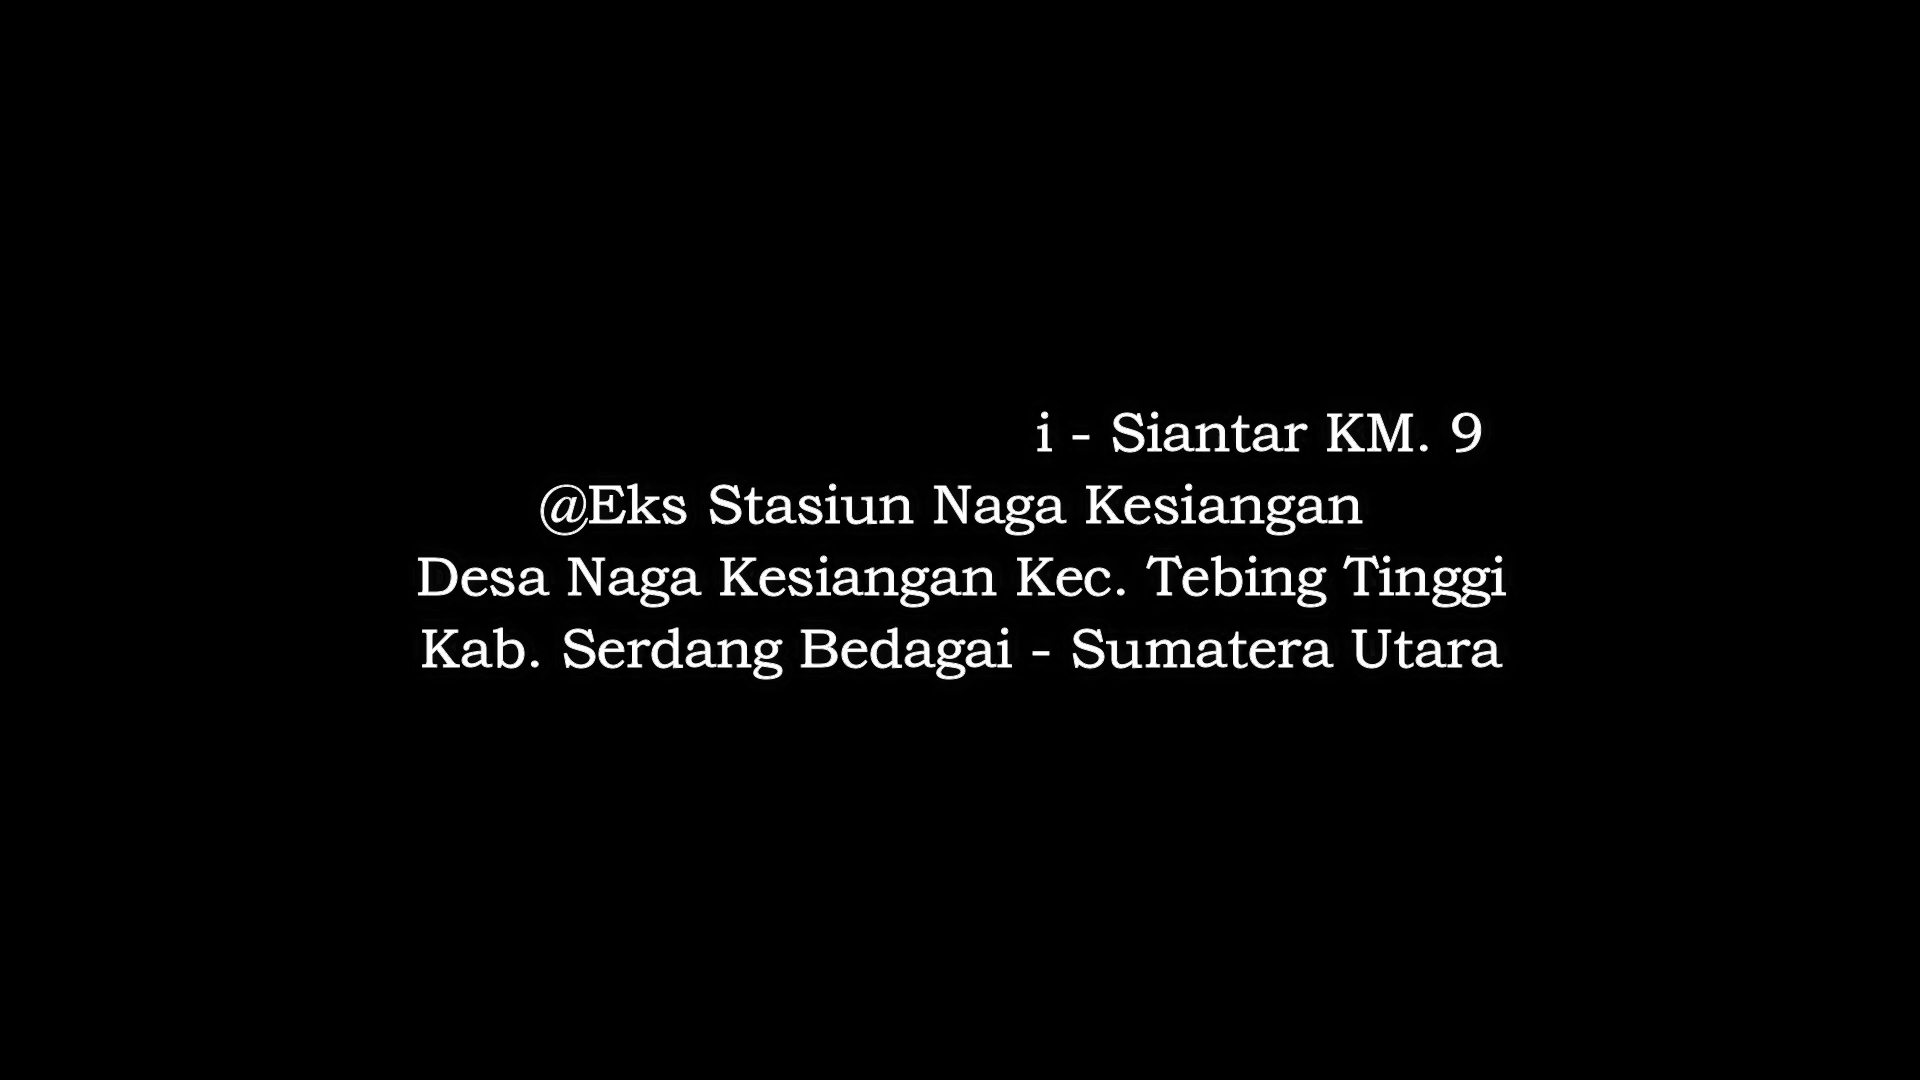 i - Siantar KM. 9
@Eks Stasiun Naga Kesiangan
Desa Naga Kesiangan Kec. Tebing Tinggi
Kab. Serdang Bedagai - Sumatera Utara